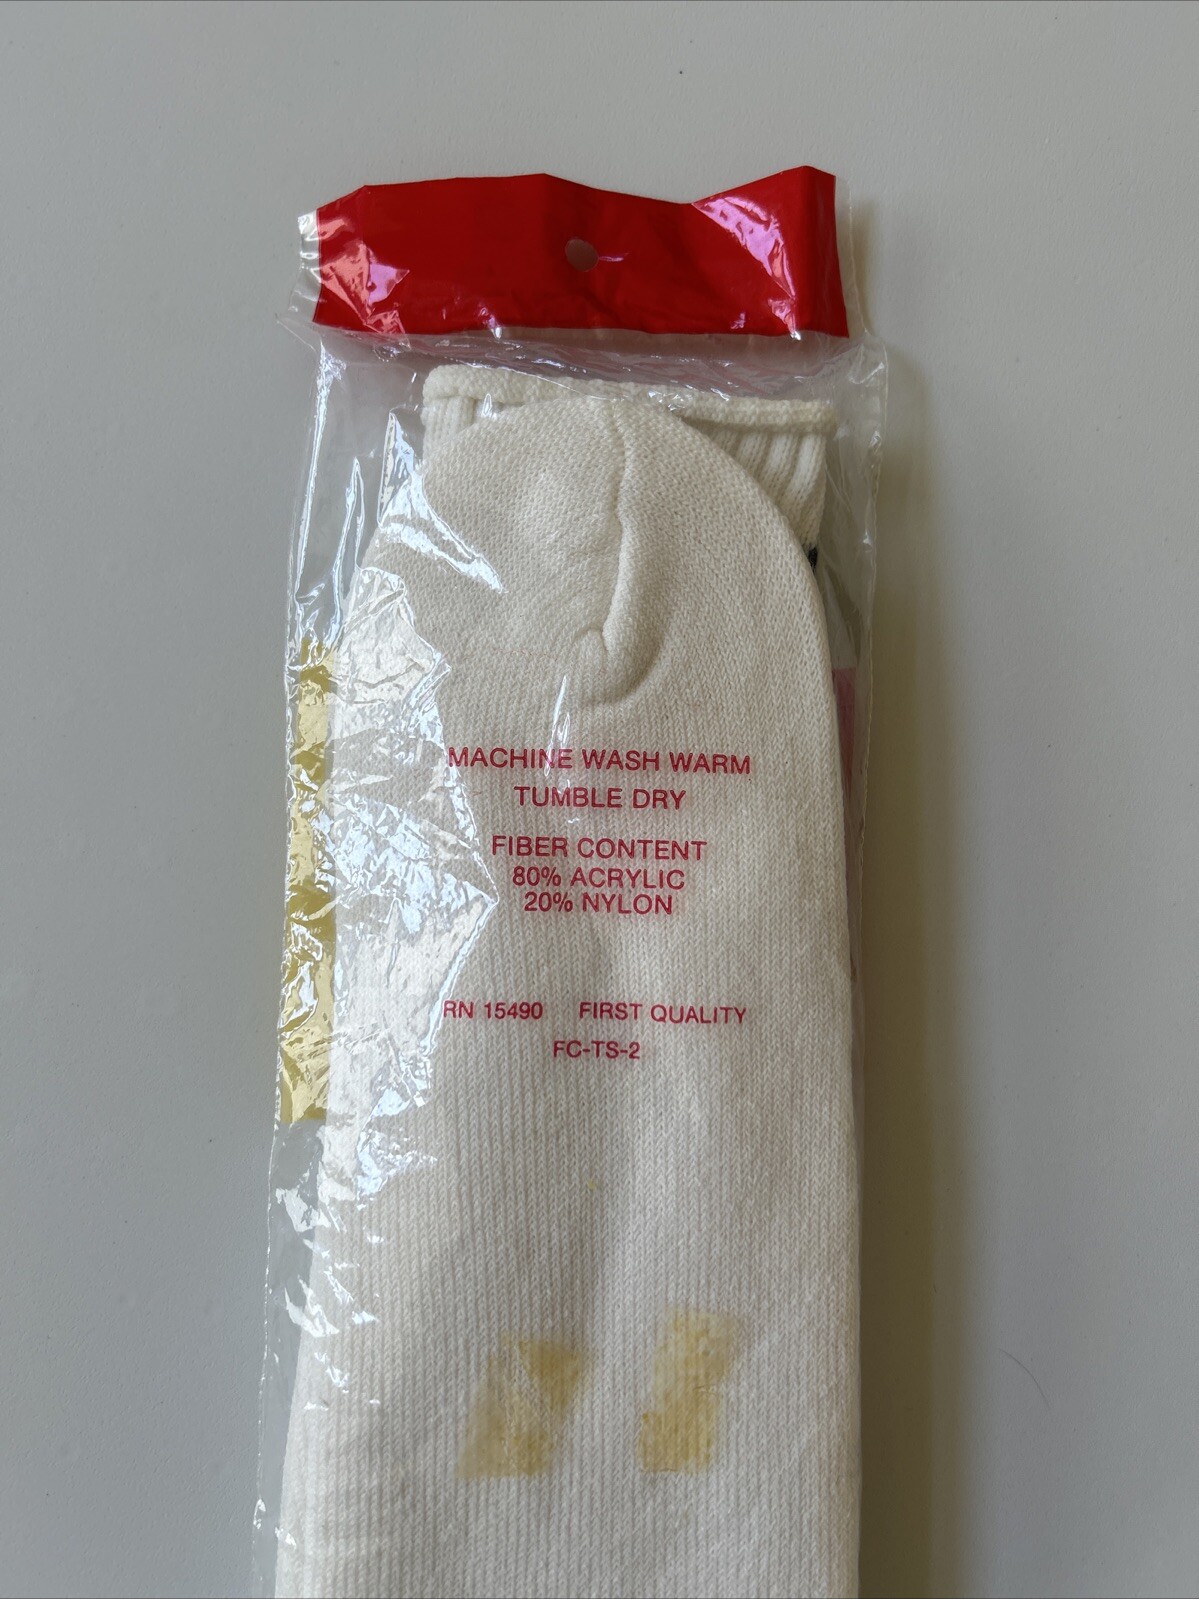 MACHINE WASH WARM
TUMBLE DRY
FIBER CONTENT
80% ACRYLIC
20% NYLON
RN 15490 FIRST QUALITY
FC-TS-2